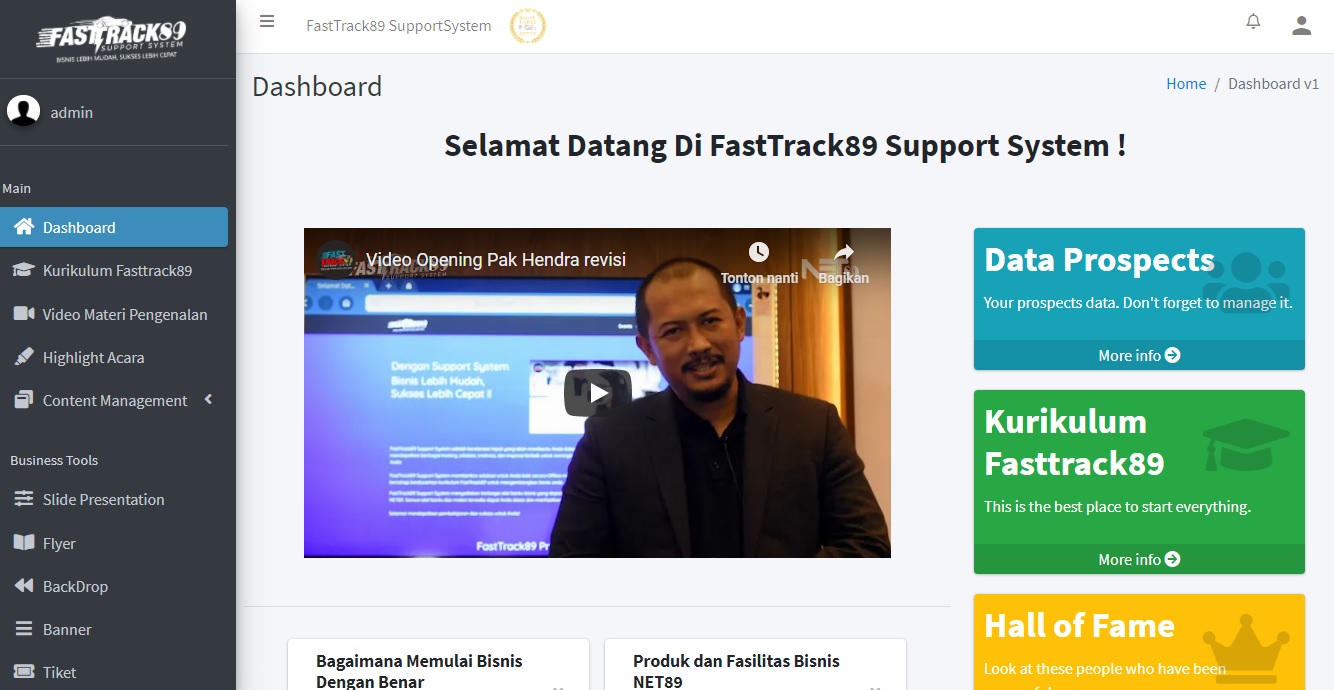 FASTTRACK89
SUPPORT SYSTEM
BISNIS LEBIH MUDAH, SUKSES LEBIH CEPAT
FastTrack89 SupportSystem
admin
Main
Dashboard
Kurikulum Fasttrack89
Video Materi Pengenalan
Highlight Acara
Content Management
Business Tools
Slide Presentation
Flyer
BackDrop
Banner
Tiket
Dashboard
Home / Dashboard v1
Selamat Datang Di FastTrack89 Support System !
Video Opening Pak Hendra revisi
Tonton nanti
Bagikan
Dengan Support System
Bisnis Lebih Mudah,
Sukses Lebih Cepat !!
FastTrack89 Pr
Bagaimana Memulai Bisnis
Dengan Benar
Produk dan Fasilitas Bisnis
NET89
Data Prospects
Your prospects data. Don't forget to manage it.
More info
Kurikulum
Fasttrack89
This is the best place to start everything.
More info
Hall of Fame
Look at these people who have been